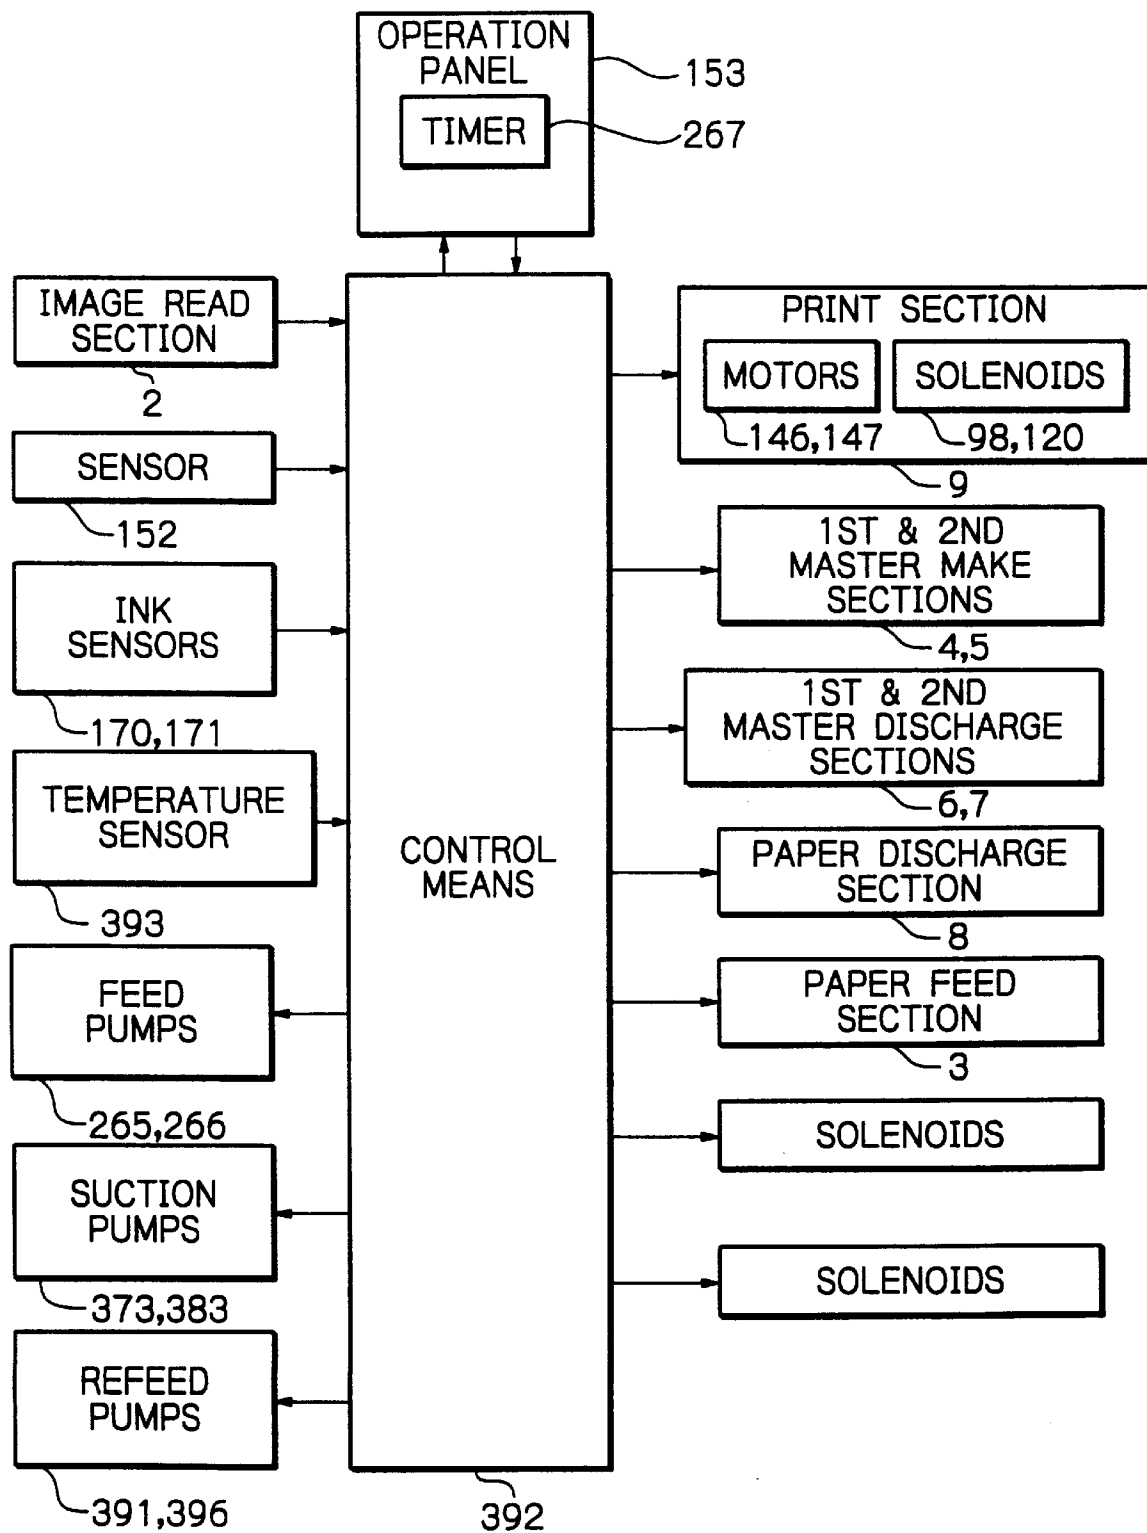 OPERATION
PANEL
153
TIMER
267
IMAGE READ
SECTION
2
SENSOR
152
INK
SENSORS
170,171
TEMPERATURE
SENSOR
393
FEED
PUMPS
265,266
SUCTION
PUMPS
373,383
REFEED
PUMPS
391,396
CONTROL
MEANS
392
PRINT SECTION
MOTORS
SOLENOIDS
146,147
98,120
9
1ST & 2ND
MASTER MAKE
SECTIONS
4,5
1ST & 2ND
MASTER DISCHARGE
SECTIONS
6,7
PAPER DISCHARGE
SECTION
8
PAPER FEED
SECTION
3
SOLENOIDS
SOLENOIDS